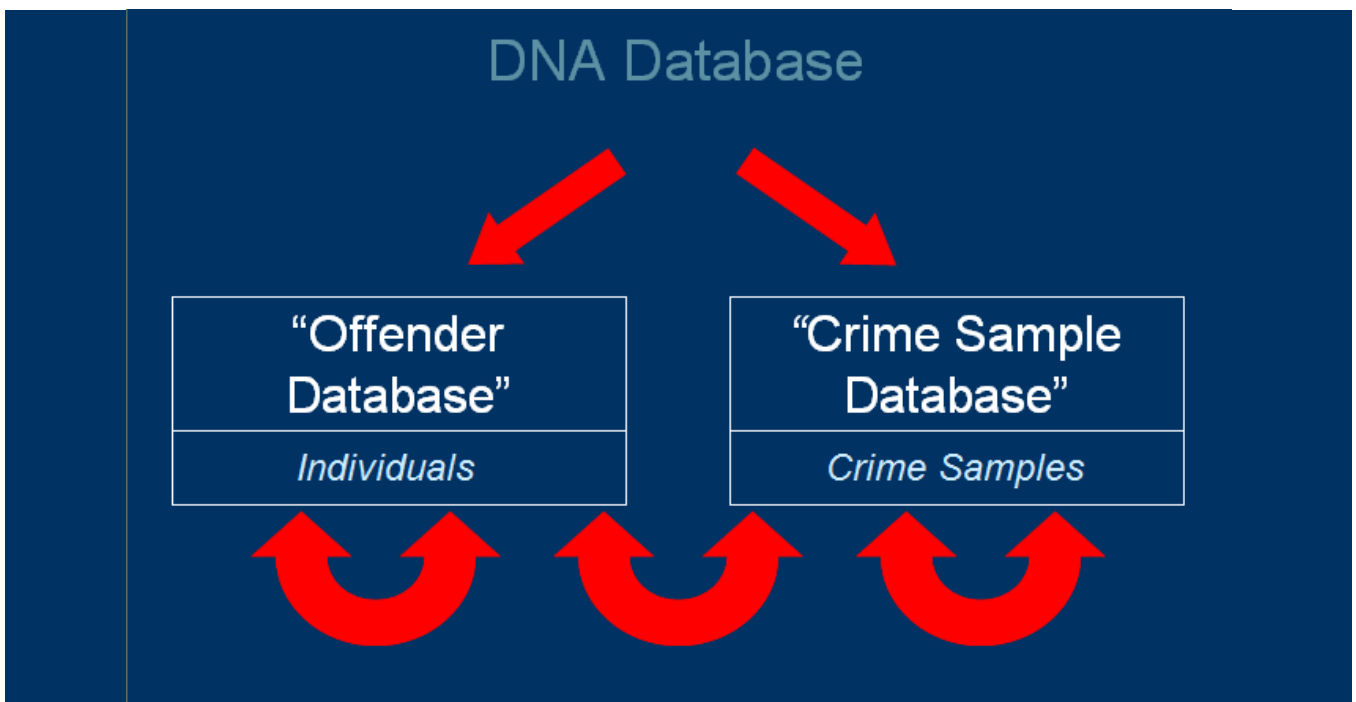 DNA Database
“Offender
Database”
Individuals
“Crime Sample
Database”
Crime Samples